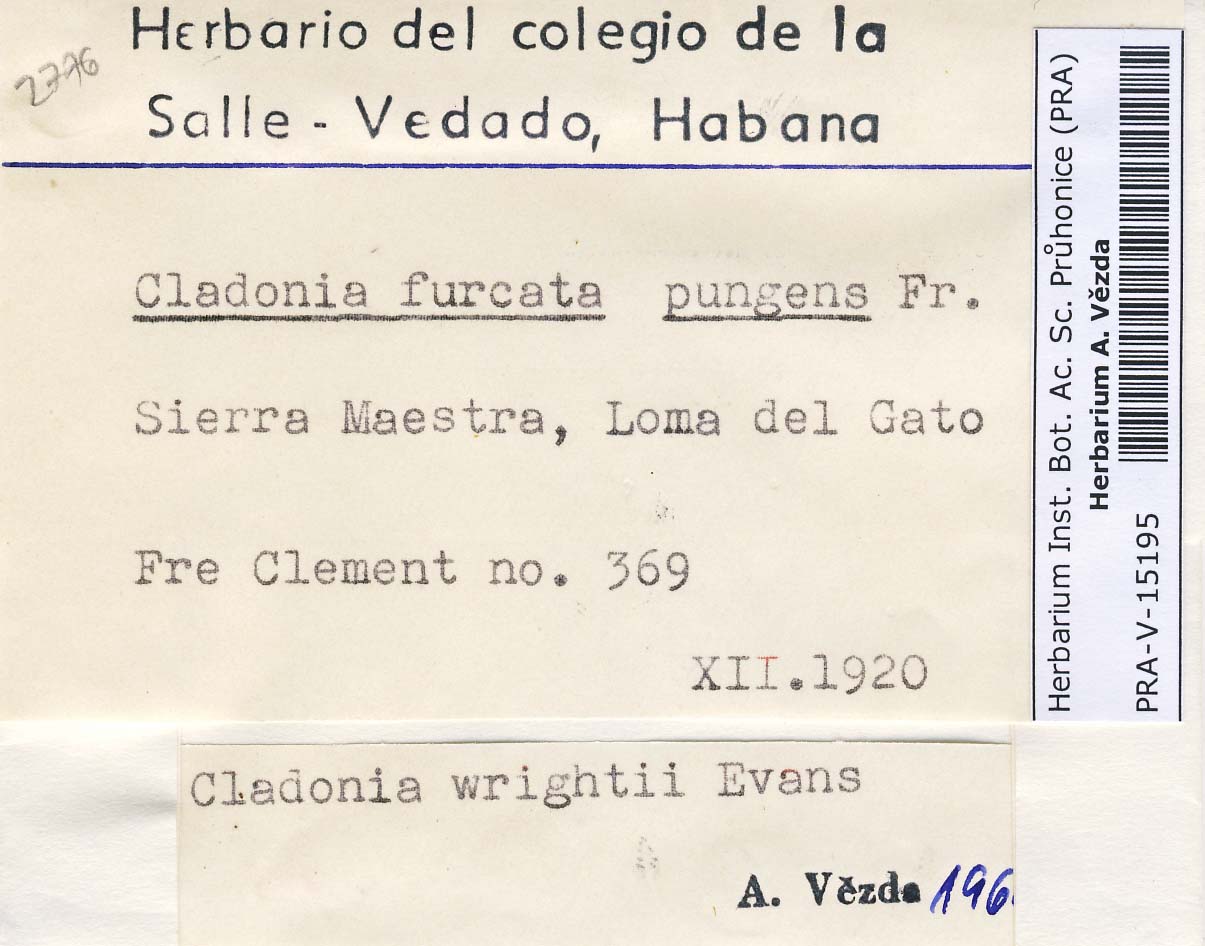 Herbario del colegio de la
2776
Salle - Vedado, Habana
Cladonia furcata pungens Fr.
Sierra Maestra, Loma del Gato
Fre Clement no. 369
XII.1920
Cladonia wrightii Evans
A. Vězda
Herbarium Inst. Bot. Ac. Sc. Průhonice (PRA)
Herbarium A. Vězda
PRA-V-15195